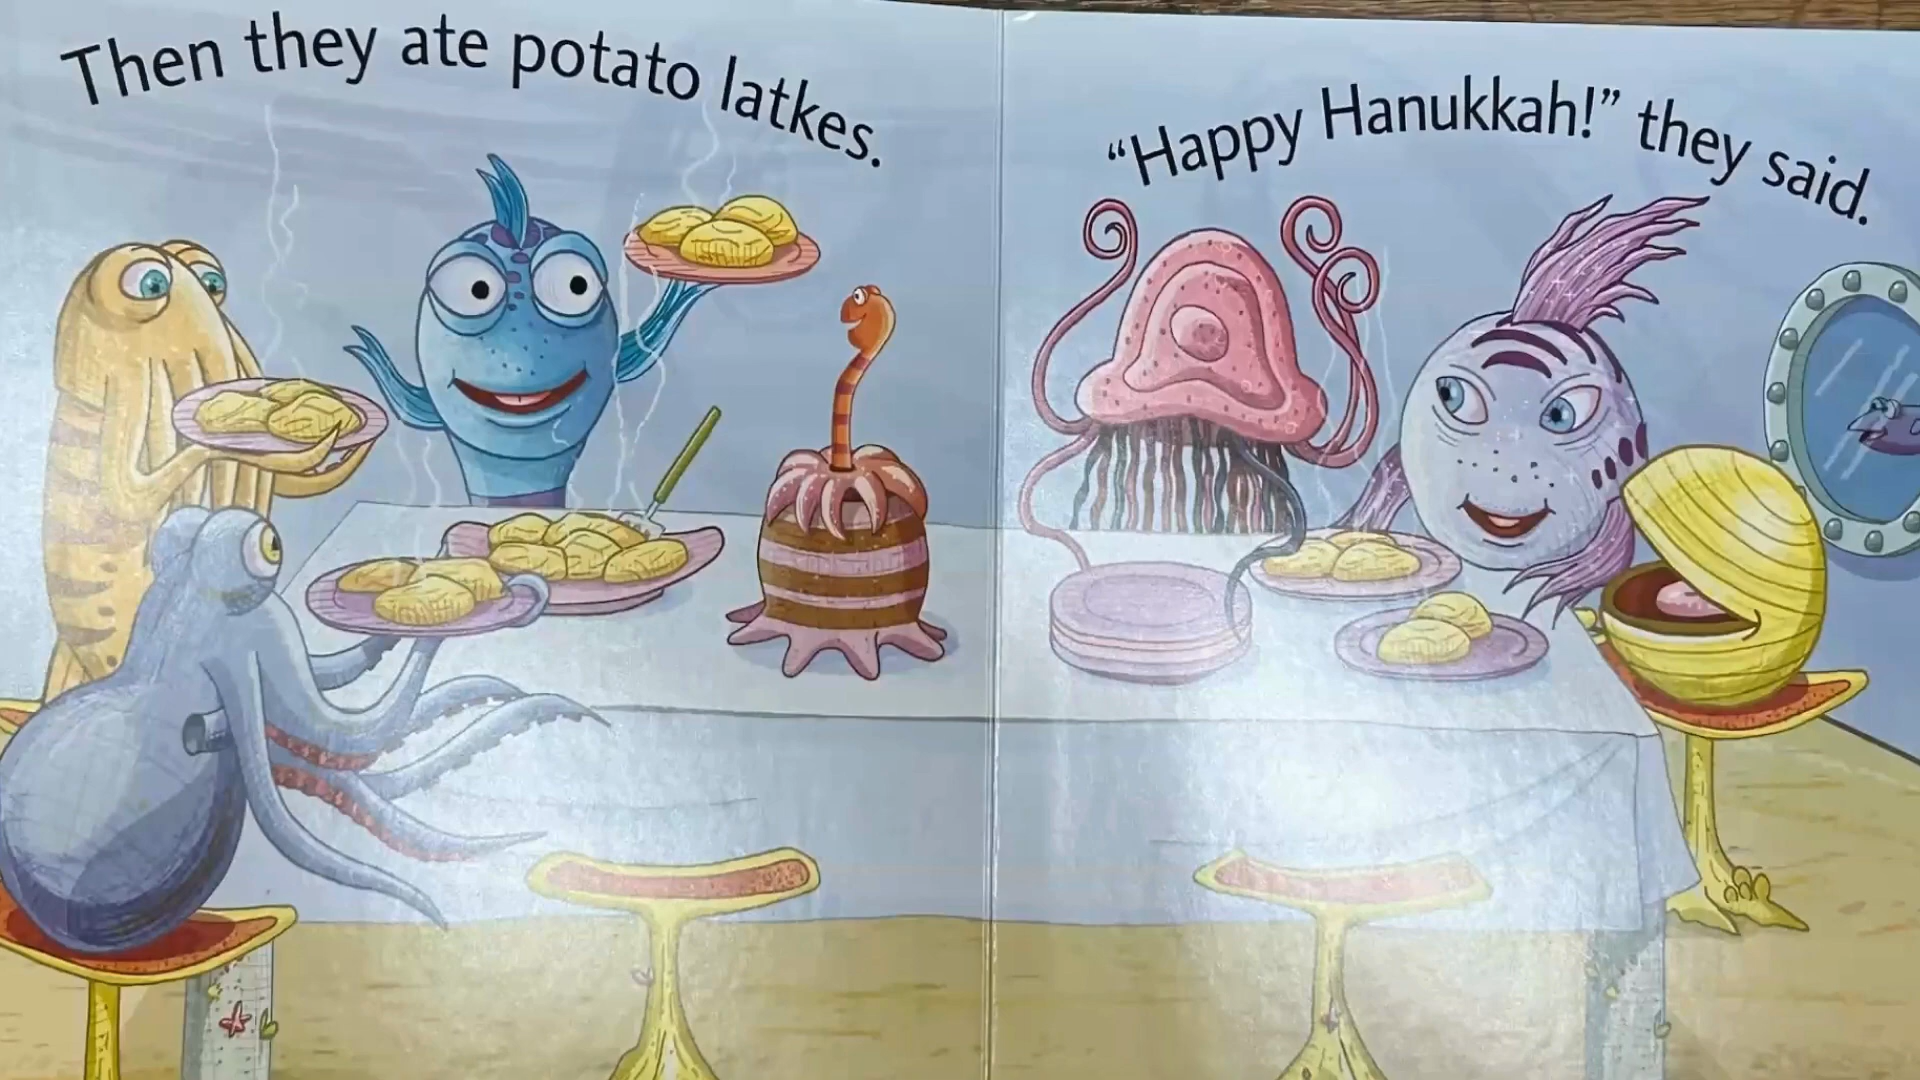 Then they ate potato latkes.
“Happy Hanukkah!” they said.